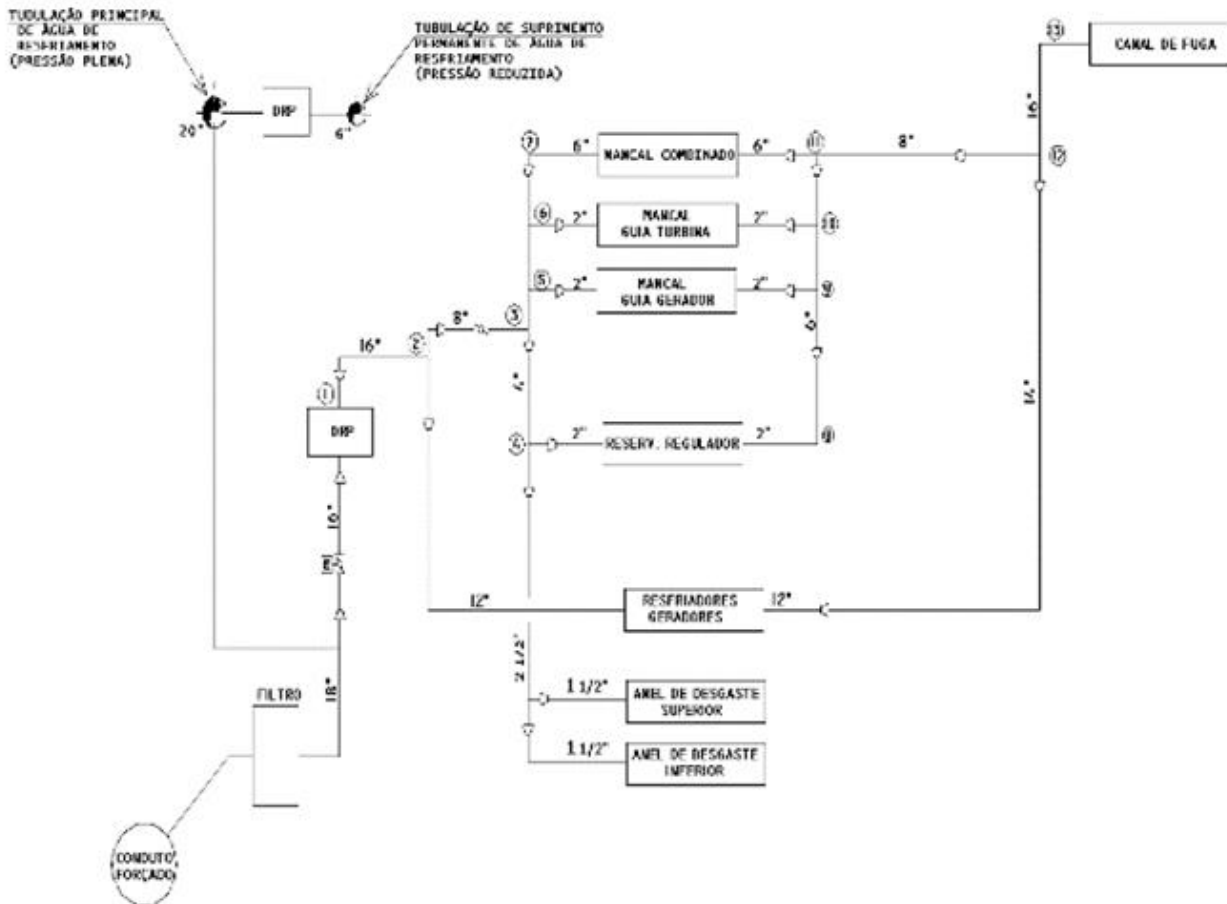 TUBULAÇÃO PRINCIPAL
DE ÁGUA DE
RESFRIAMENTO
(PRESSÃO PLENA)
TUBULAÇÃO DE SUPRIMENTO
PERMANENTE DE ÁGUA DE
RESFRIAMENTO
(PRESSÃO REDUZIDA)
20"
DRP
6"
13
CANAL DE FUGA
16"
7
6"
MANCAL COMBINADO
6"
11
8"
12
6
2"
MANCAL
GUIA TURBINA
2"
10
5
2"
MANCAL
GUIA GERADOR
2"
9
3
8"
2
16"
1
DRP
4"
6"
14"
4
2"
RESERV. REGULADOR
2"
16"
12"
RESFRIADORES
GERADORES
12"
2 1/2"
FILTRO
18"
1 1/2"
ANEL DE DESGASTE
SUPERIOR
1 1/2"
ANEL DE DESGASTE
INFERIOR
CONDUTO
FORÇADO